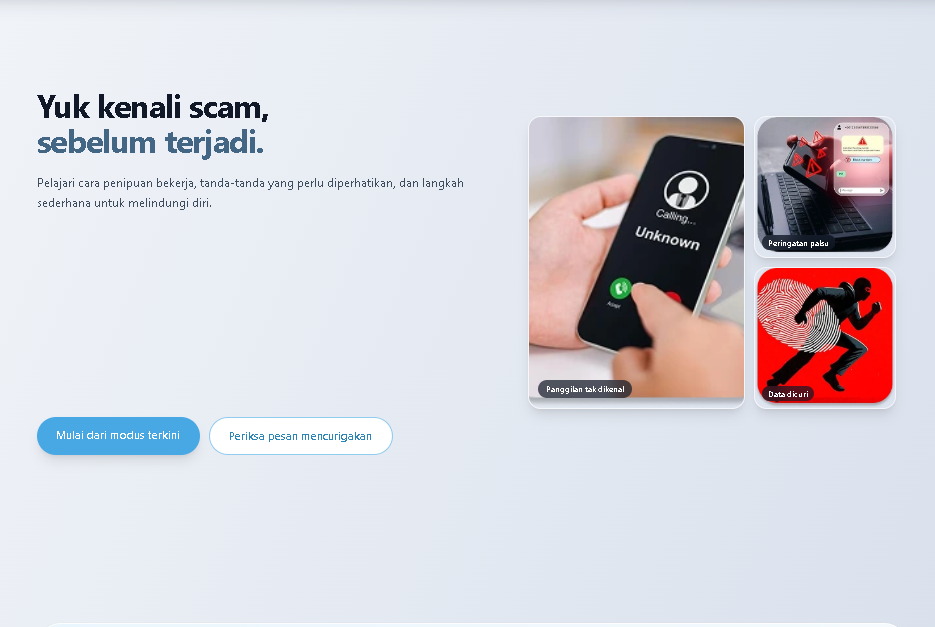 Yuk kenali scam,
sebelum terjadi.
Pelajari cara penipuan bekerja, tanda-tanda yang perlu diperhatikan, dan langkah
sederhana untuk melindungi diri.
Mulai dari modus terkini
Periksa pesan mencurigakan
Calling...
Unknown
Panggilan tak dikenal
Peringatan palsu
Data dicuri